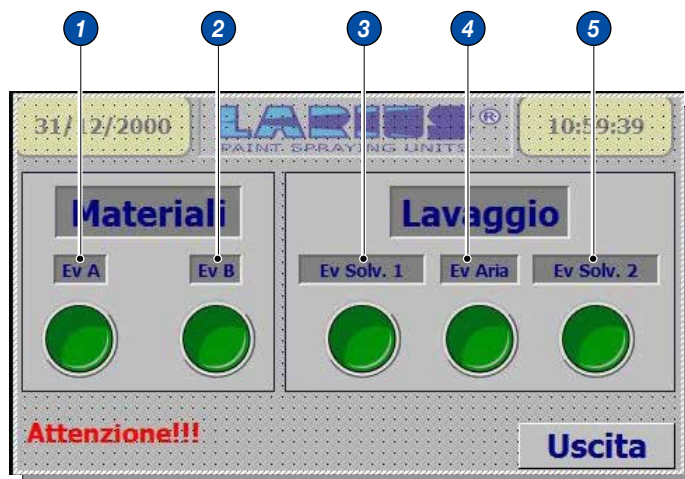 1 2 3 4 5
31/12/2000 LARIUS® 10:59:39
PAINT SPRAYING UNITS
Materiali Lavaggio
Ev A Ev B Ev Solv. 1 Ev Aria Ev Solv. 2
Attenzione!!!
Uscita